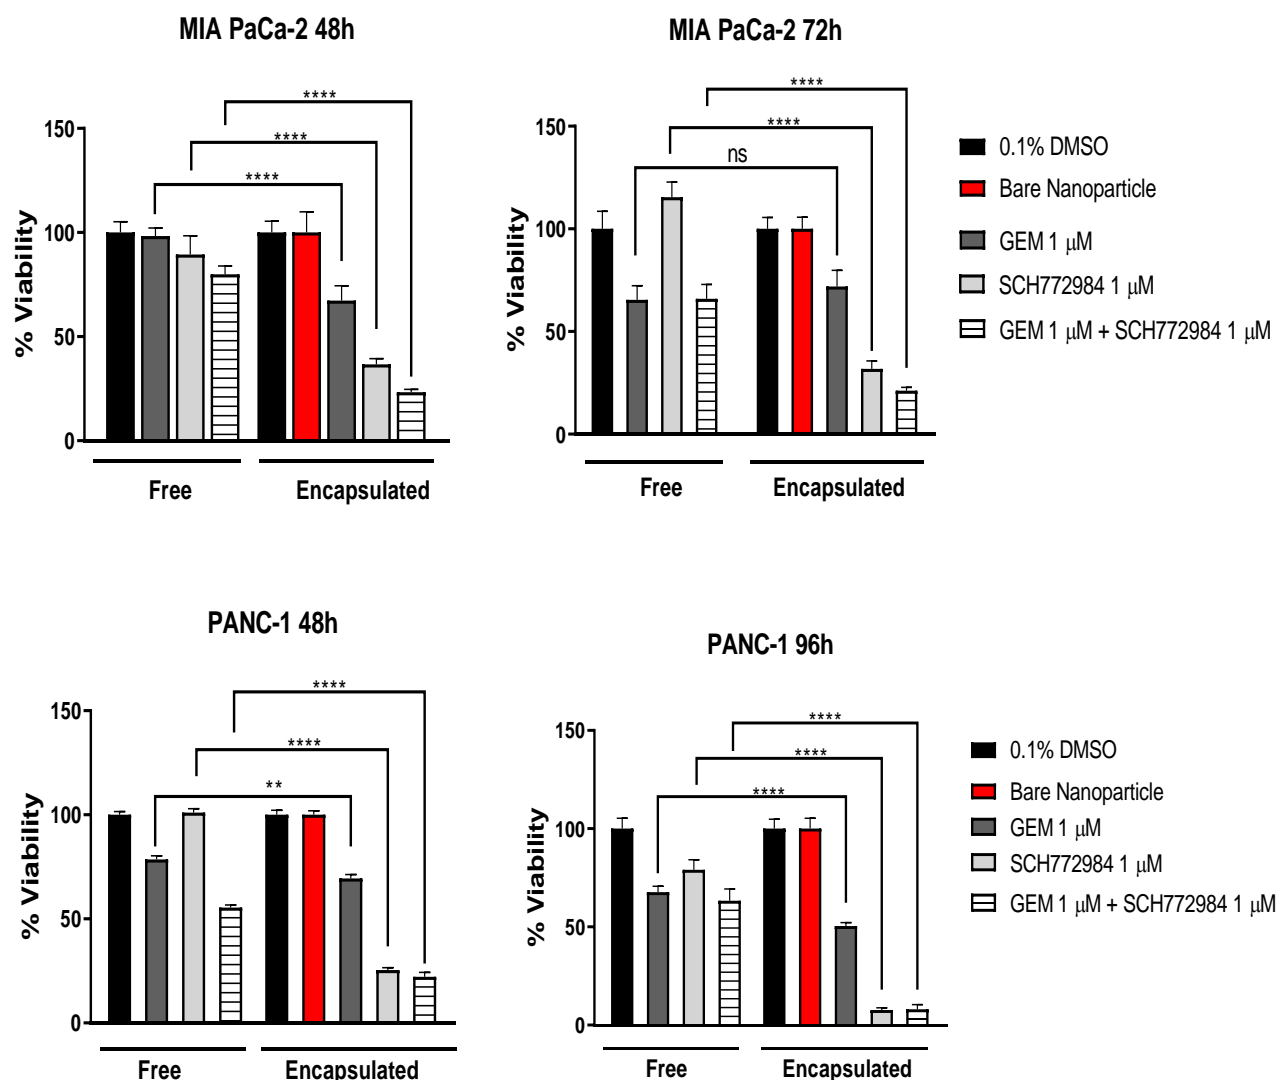 MIA PaCa-2 48h
% Viability
150
100
50
0
****
****
****
Free
Encapsulated
MIA PaCa-2 72h
% Viability
150
100
50
0
****
****
ns
Free
Encapsulated
0.1% DMSO
Bare Nanoparticle
GEM 1 μM
SCH772984 1 μM
GEM 1 μM + SCH772984 1 μM
PANC-1 48h
% Viability
150
100
50
0
****
****
**
Free
Encapsulated
PANC-1 96h
% Viability
150
100
50
0
****
****
****
Free
Encapsulated
0.1% DMSO
Bare Nanoparticle
GEM 1 μM
SCH772984 1 μM
GEM 1 μM + SCH772984 1 μM